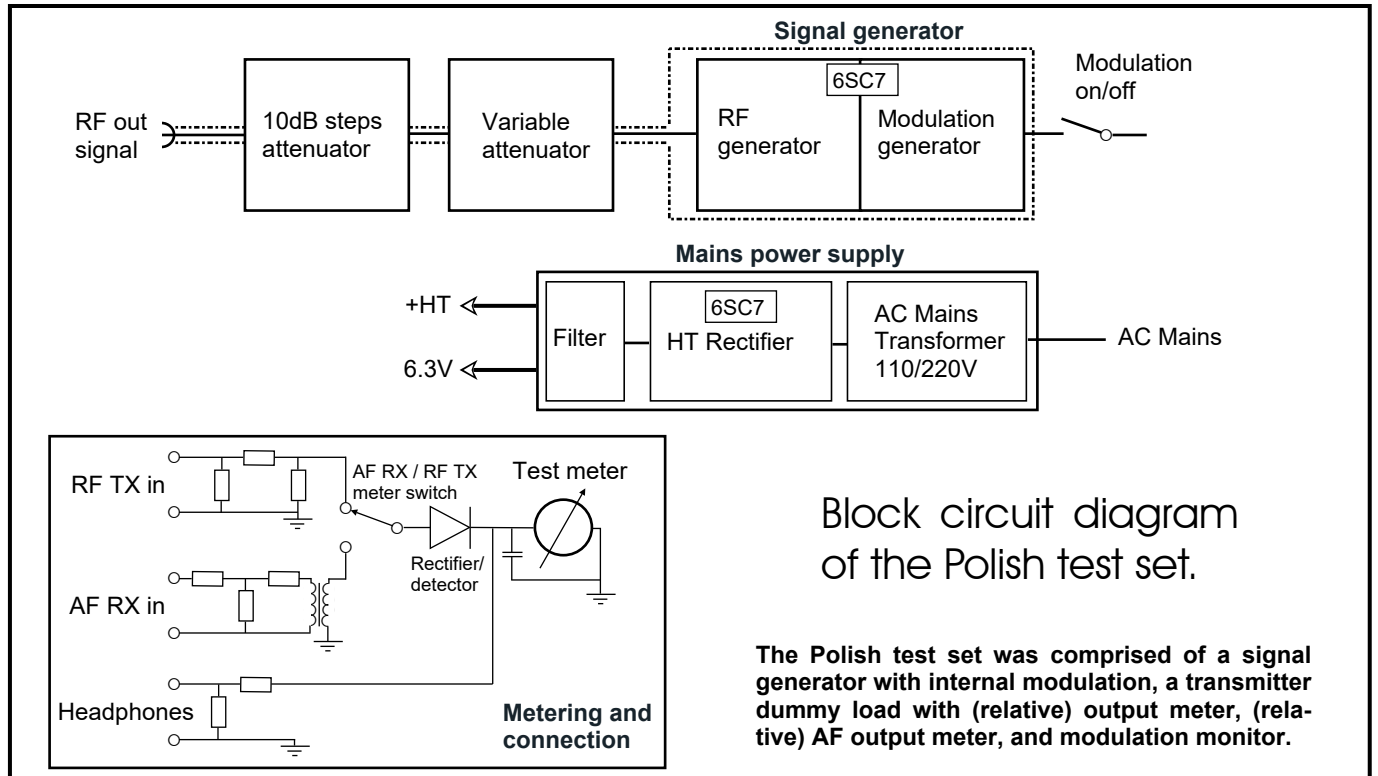 Signal generator
RF out
signal
10dB steps
attenuator
Variable
attenuator
RF
generator
6SC7
Modulation
generator
Modulation
on/off
Mains power supply
+HT
6.3V
Filter
6SC7
HT Rectifier
AC Mains
Transformer
110/220V
AC Mains
RF TX in
AF RX / RF TX
meter switch
Test meter
Rectifier/
detector
AF RX in
Headphones
Metering and
connection
Block circuit diagram
of the Polish test set.
The Polish test set was comprised of a signal
generator with internal modulation, a transmitter
dummy load with (relative) output meter, (rela-
tive) AF output meter, and modulation monitor.